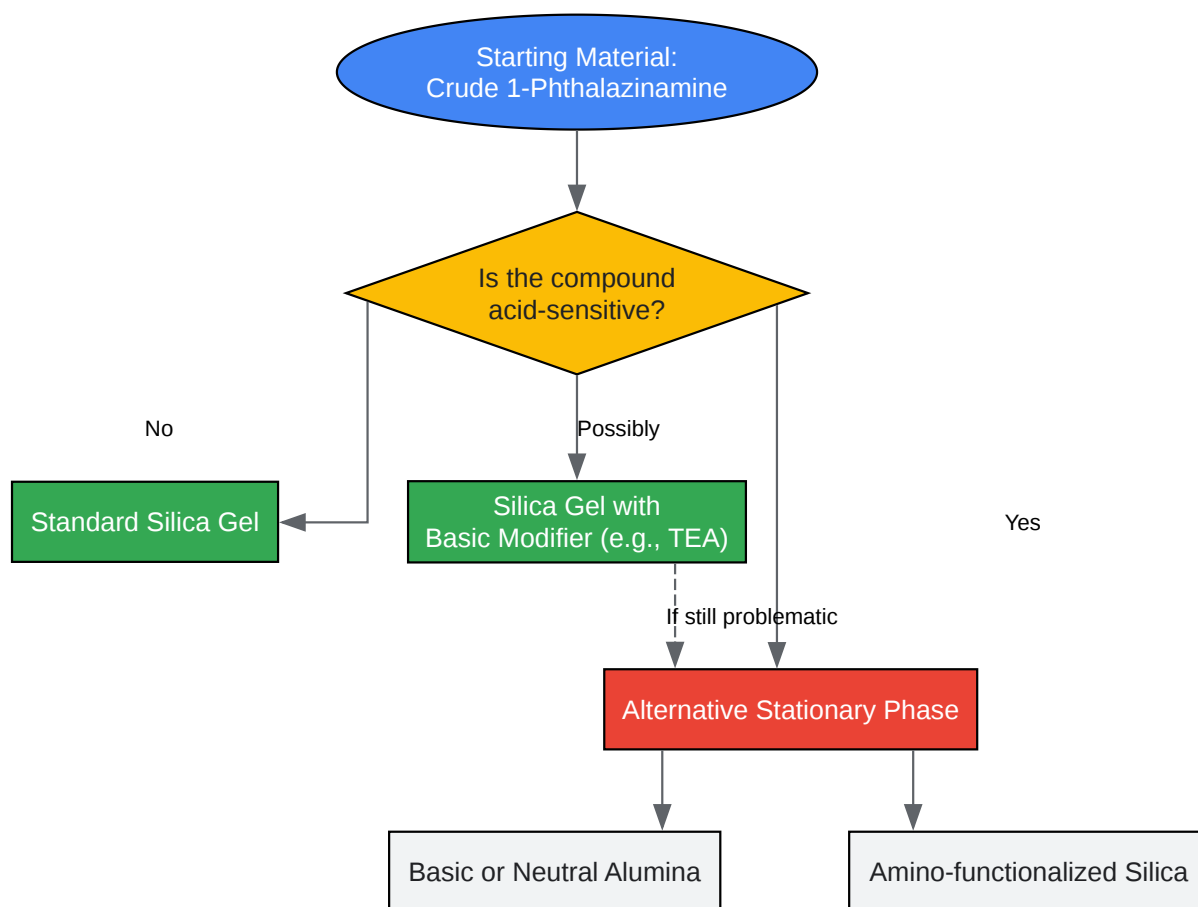 Starting Material:
Crude 1-Phthalazinamine
Is the compound
acid-sensitive?
No
Possibly
Standard Silica Gel
Silica Gel with
Basic Modifier (e.g., TEA)
Yes
If still problematic
Alternative Stationary Phase
Basic or Neutral Alumina
Amino-functionalized Silica